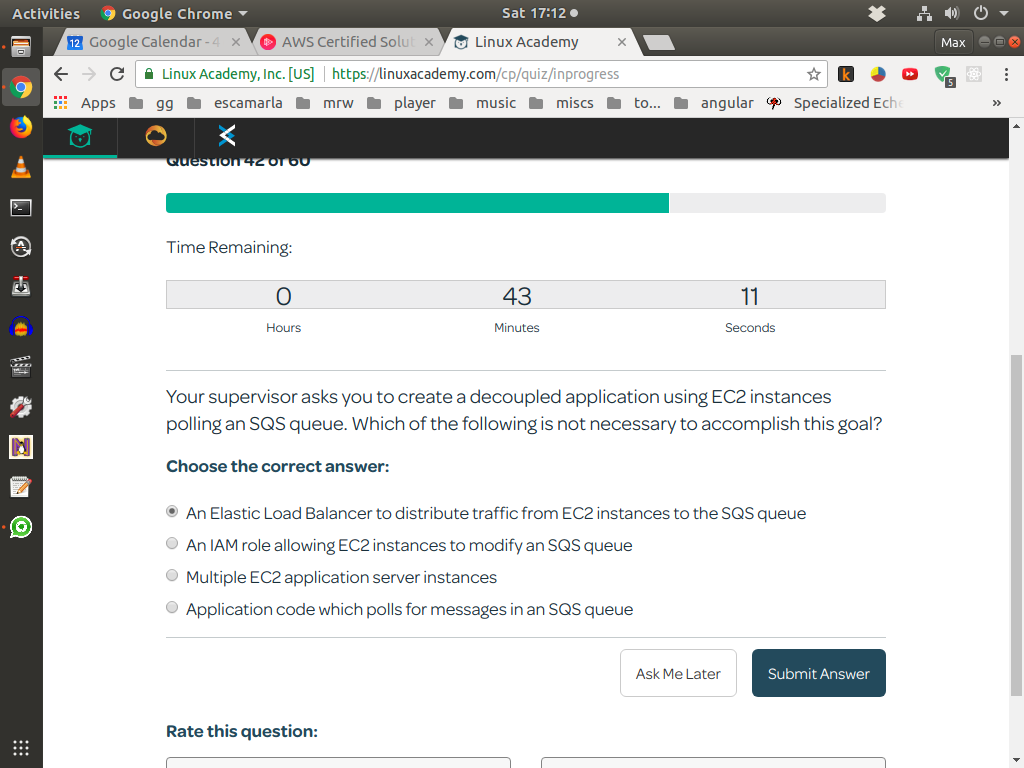 Activities Google Chrome Sat 17:12
Google Calendar - 4 AWS Certified Solut Linux Academy Max
Linux Academy, Inc. [US] https://linuxacademy.com/cp/quiz/inprogress
Apps gg escamarla mrw player music miscs to... angular Specialized Eche »
Question 42 of 60
Time Remaining:
0 43 11
Hours Minutes Seconds
Your supervisor asks you to create a decoupled application using EC2 instances
polling an SQS queue. Which of the following is not necessary to accomplish this goal?
Choose the correct answer:
An Elastic Load Balancer to distribute traffic from EC2 instances to the SQS queue
An IAM role allowing EC2 instances to modify an SQS queue
Multiple EC2 application server instances
Application code which polls for messages in an SQS queue
Ask Me Later Submit Answer
Rate this question: